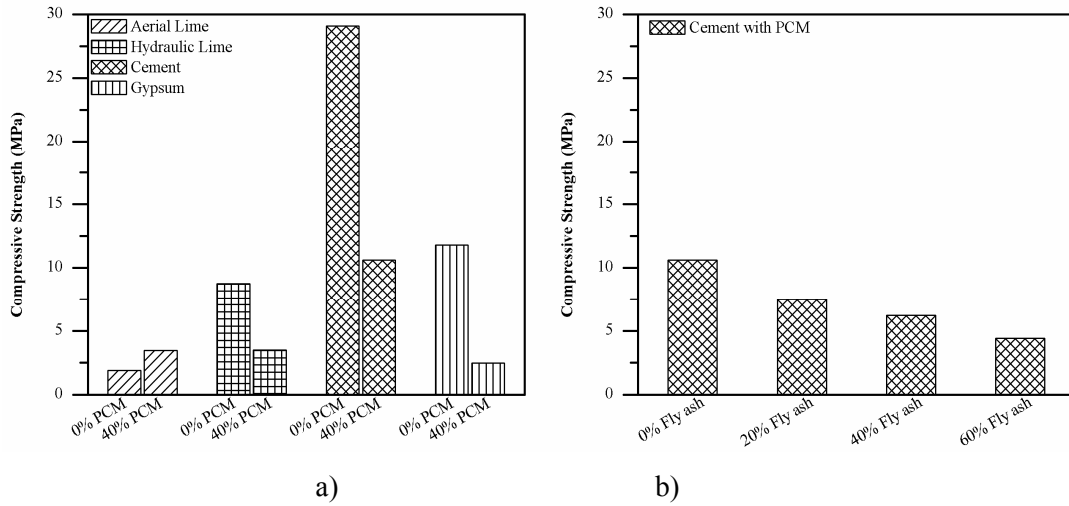 Compressive Strength (MPa)
30
25
20
15
10
5
0
Aerial Lime
Hydraulic Lime
Cement
Gypsum
0% PCM
40% PCM
0% PCM
40% PCM
0% PCM
40% PCM
0% PCM
40% PCM
a)
Compressive Strength (MPa)
30
25
20
15
10
5
0
Cement with PCM
0% Fly ash
20% Fly ash
40% Fly ash
60% Fly ash
b)